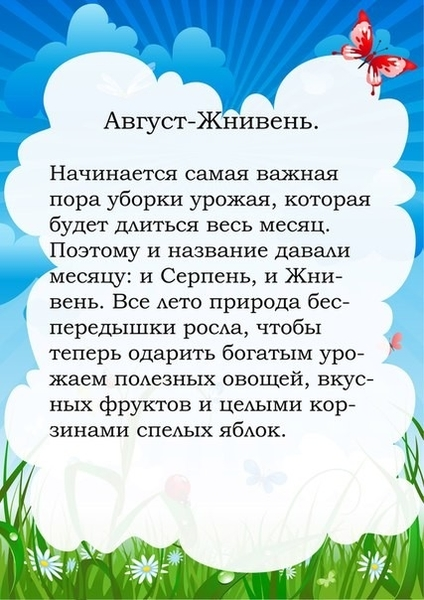 Август-Жнивень.
Начинается самая важная
пора уборки урожая, которая
будет длиться весь месяц.
Поэтому и название давали
месяцу: и Серпень, и Жни-
вень. Все лето природа бес-
передышки росла, чтобы
теперь одарить богатым уро-
жаем полезных овощей, вкус-
ных фруктов и целыми кор-
зинами спелых яблок.